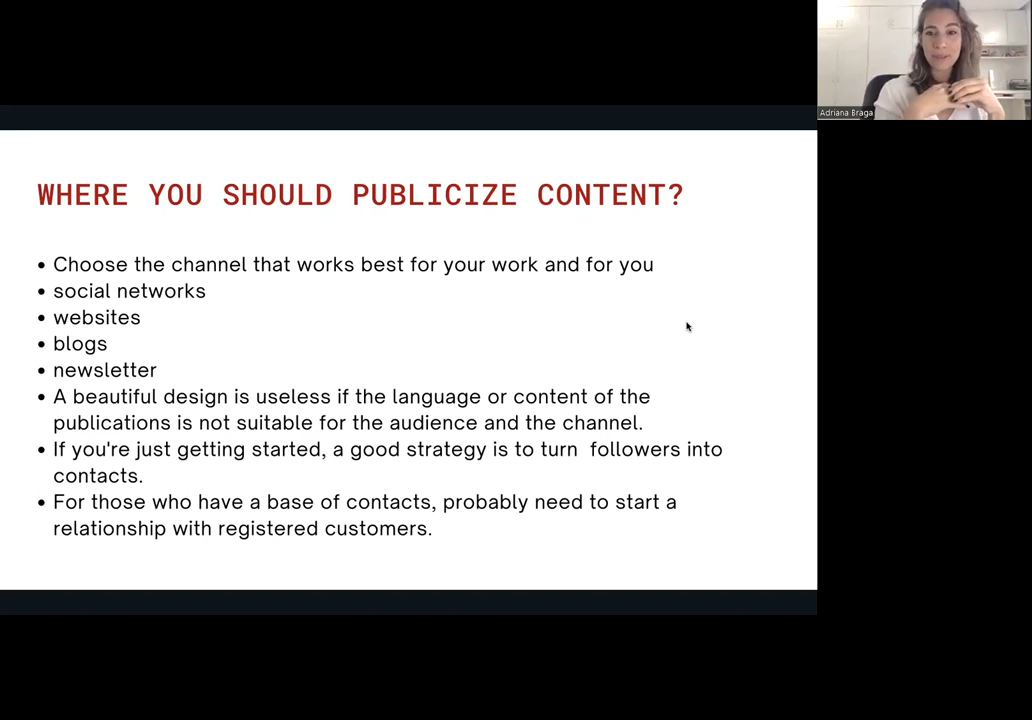 Adriana Braga
WHERE YOU SHOULD PUBLICIZE CONTENT?
• Choose the channel that works best for your work and for you
• social networks
• websites
• blogs
• newsletter
• A beautiful design is useless if the language or content of the
publications is not suitable for the audience and the channel.
• If you're just getting started, a good strategy is to turn  followers into
contacts.
• For those who have a base of contacts, probably need to start a
relationship with registered customers.